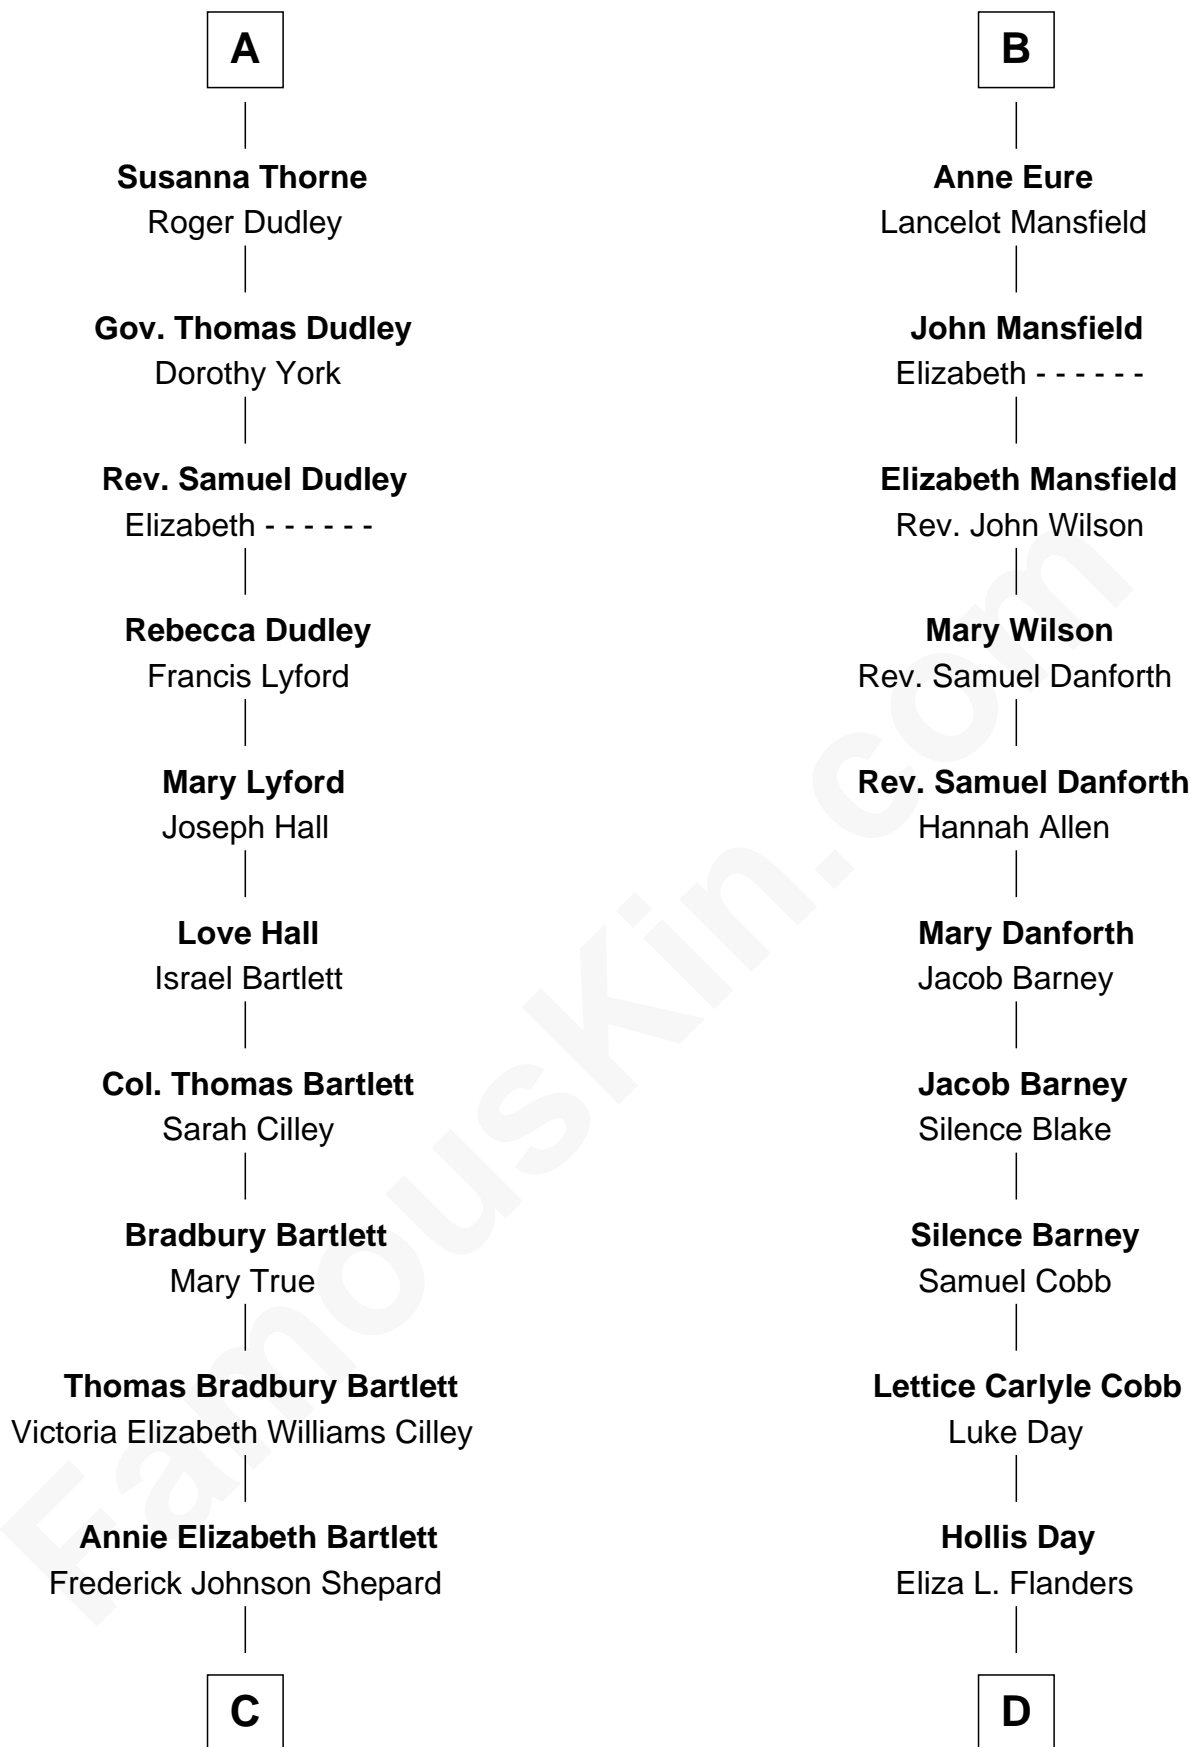 A
Susanna Thorne
Roger Dudley
Gov. Thomas Dudley
Dorothy York
Rev. Samuel Dudley
Elizabeth - - - - - -
Rebecca Dudley
Francis Lyford
Mary Lyford
Joseph Hall
Love Hall
Israel Bartlett
Col. Thomas Bartlett
Sarah Cilley
Bradbury Bartlett
Mary True
Thomas Bradbury Bartlett
Victoria Elizabeth Williams Cilley
Annie Elizabeth Bartlett
Frederick Johnson Shepard
C
B
Anne Eure
Lancelot Mansfield
John Mansfield
Elizabeth - - - - - -
Elizabeth Mansfield
Rev. John Wilson
Mary Wilson
Rev. Samuel Danforth
Rev. Samuel Danforth
Hannah Allen
Mary Danforth
Jacob Barney
Jacob Barney
Silence Blake
Silence Barney
Samuel Cobb
Lettice Carlyle Cobb
Luke Day
Hollis Day
Eliza L. Flanders
D
FamousKin.com